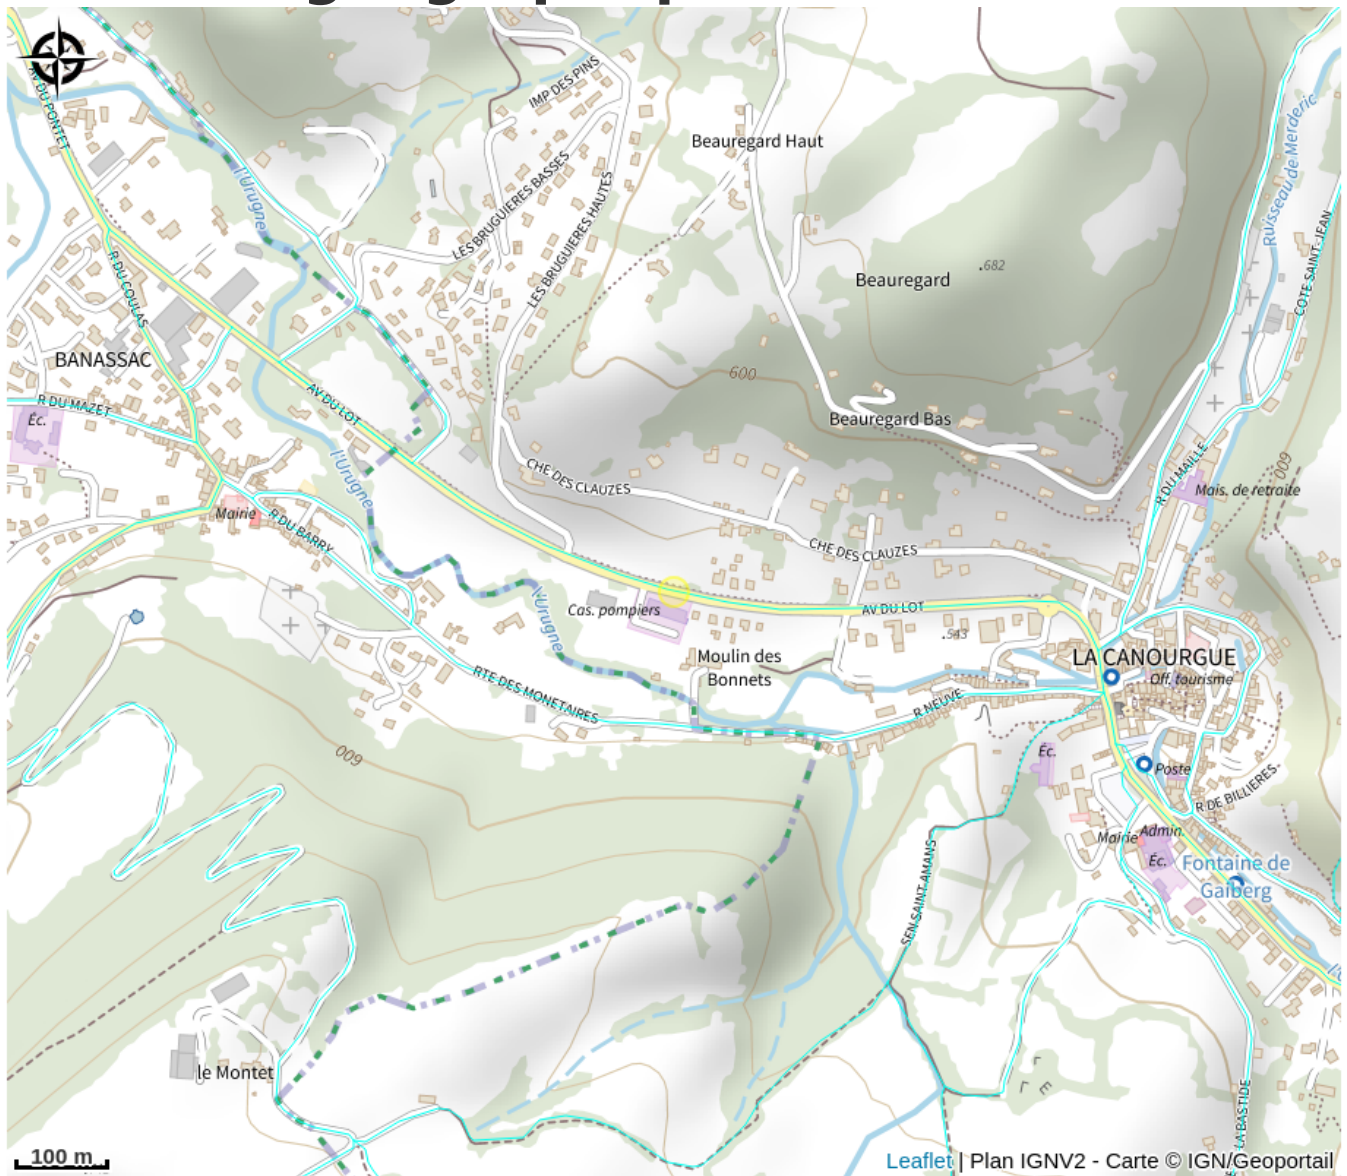 AV DU PONTET
l'Urugne
IMP DES PINS
Beauregard Haut
Ruisseau de Merderic
LES BRUGUIERES BASSES
LES BRUGUIERES HAUTES
COTE SAINT-JEAN
R DU COULAS
Beauregard
.682
BANASSAC
600
R DU MAZET
Éc.
AV DU LOT
Beauregard Bas
l'Urugne
CHE DES CLAUZES
R DU MAILLE
600
Mais. de retraite
Mairie
R DU BARRY
CHE DES CLAUZES
l'Urugne
Cas. pompiers
AV DU LOT
.543
Moulin des
Bonnets
LA CANOURGUE
Off. tourisme
RTE DES MONETAIRES
R NEUVE
600
Éc.
Poste
R DE BILLIERES
SEN SAINT-AMANS
Mairie
Admin.
Éc.
Fontaine de
Gaiberg
le Montet
LA BASTIDE
100 m
Leaflet | Plan IGNV2 - Carte © IGN/Geoportail